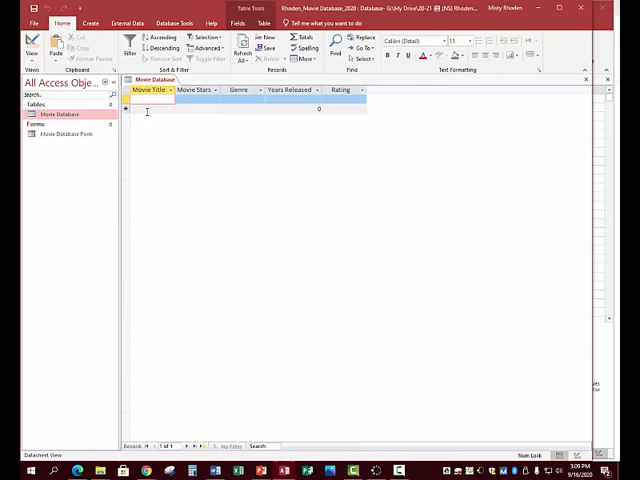 Table Tools
Rhoden_Movie Database_2020 : Database- G:\My Drive\20-21 (NS) Rhoden...
Misty Rhoden
File Home Create External Data Database Tools Help Fields Table Tell me what you want to do
View
Paste
Cut
Copy
Format Painter
Filter
Ascending
Descending
Remove Sort
Selection
Advanced
Toggle Filter
Refresh
All
New
Save
Delete
Totals
Spelling
More
Find
Replace
Go To
Select
Calibri (Detail)
11
B I U A
Views Clipboard Sort & Filter Records Find Text Formatting
All Access Obje...
Search...
Tables
Movie Database
Forms
Movie Database Form
Movie Database
Movie Title Movie Stars Genre Years Released Rating
0
Record: 1 of 1 No Filter Search
Datasheet View
Num Lock
3:09 PM
9/16/2020